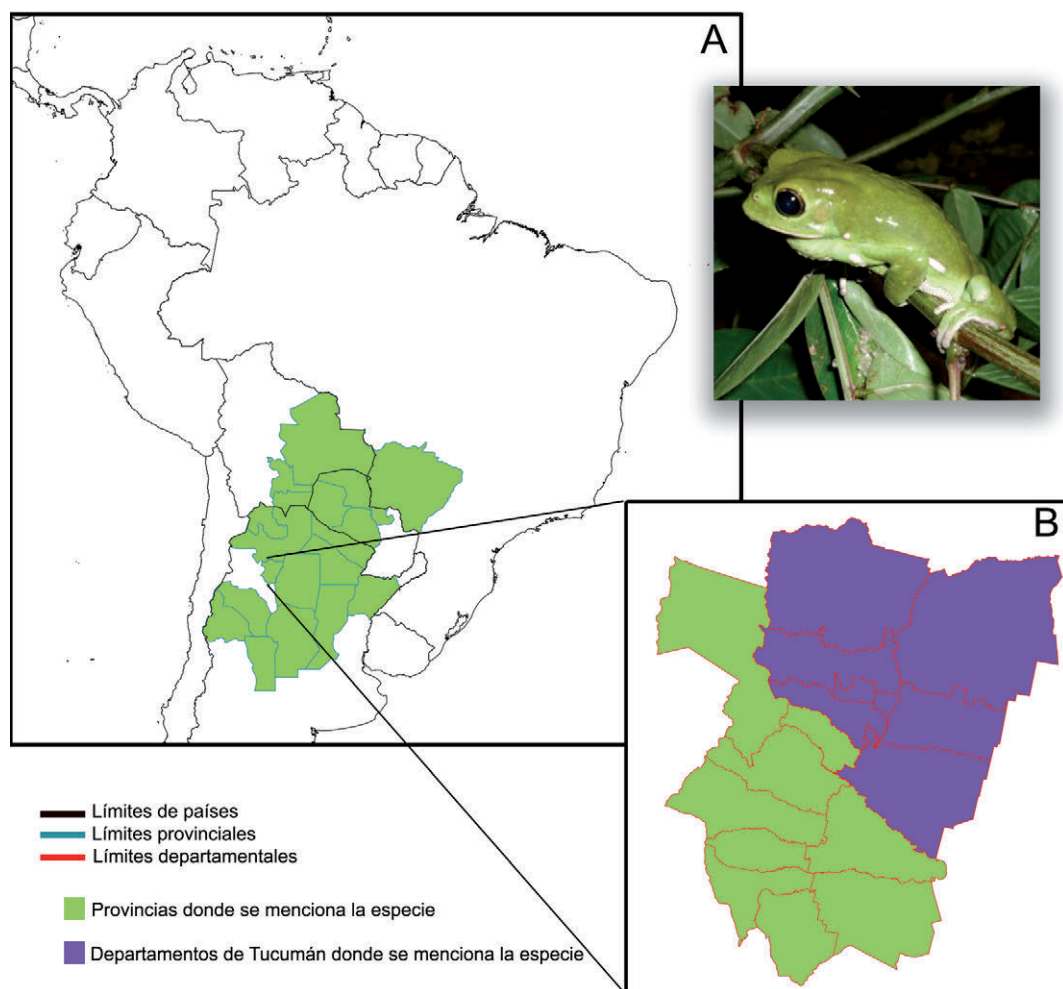 A
B
Límites de países
Límites provinciales
Límites departamentales
Provincias donde se menciona la especie
Departamentos de Tucumán donde se menciona la especie